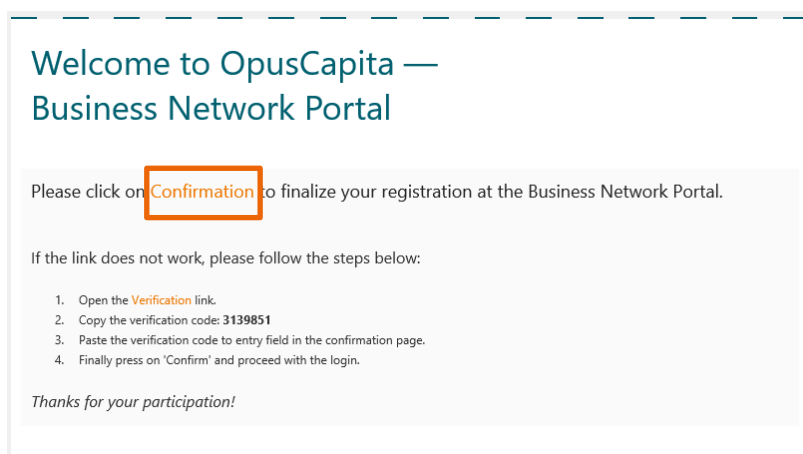 Welcome to OpusCapita —
Business Network Portal
Please click on Confirmation to finalize your registration at the Business Network Portal.
If the link does not work, please follow the steps below:
1. Open the Verification link.
2. Copy the verification code: 3139851
3. Paste the verification code to entry field in the confirmation page.
4. Finally press on 'Confirm' and proceed with the login.
Thanks for your participation!